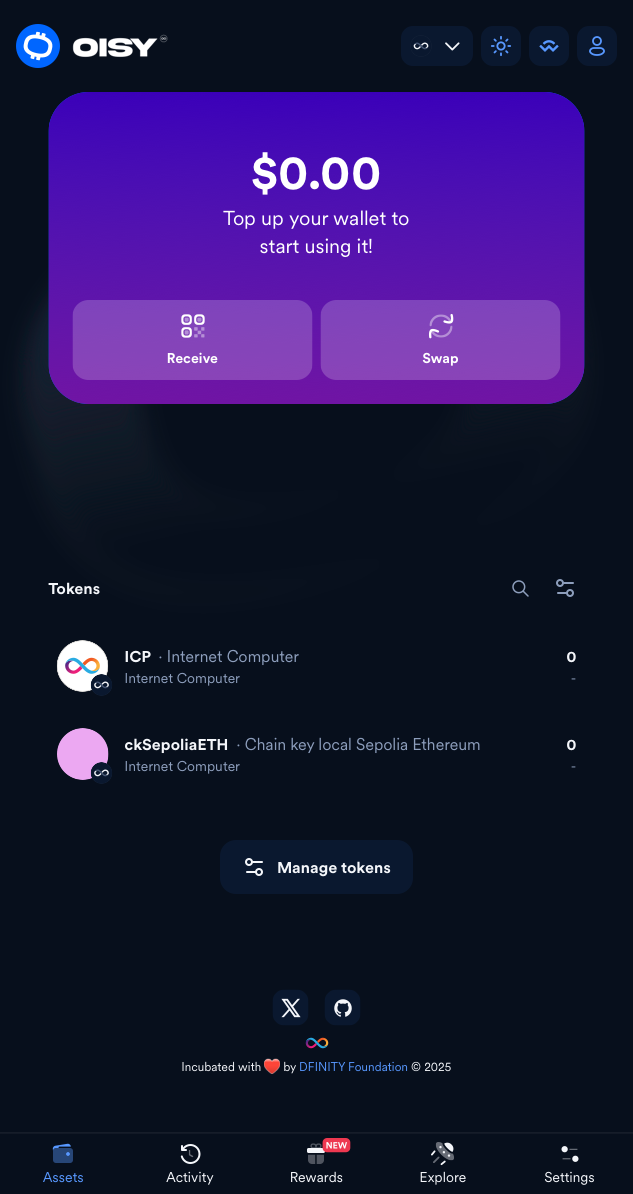 OISY
$0.00
Top up your wallet to
start using it!
Receive
Swap
Tokens
ICP · Internet Computer
0
Internet Computer
-
ckSepoliaETH · Chain key local Sepolia Ethereum
0
Internet Computer
-
Manage tokens
Incubated with ❤️ by DFINITY Foundation © 2025
NEW
Assets
Activity
Rewards
Explore
Settings